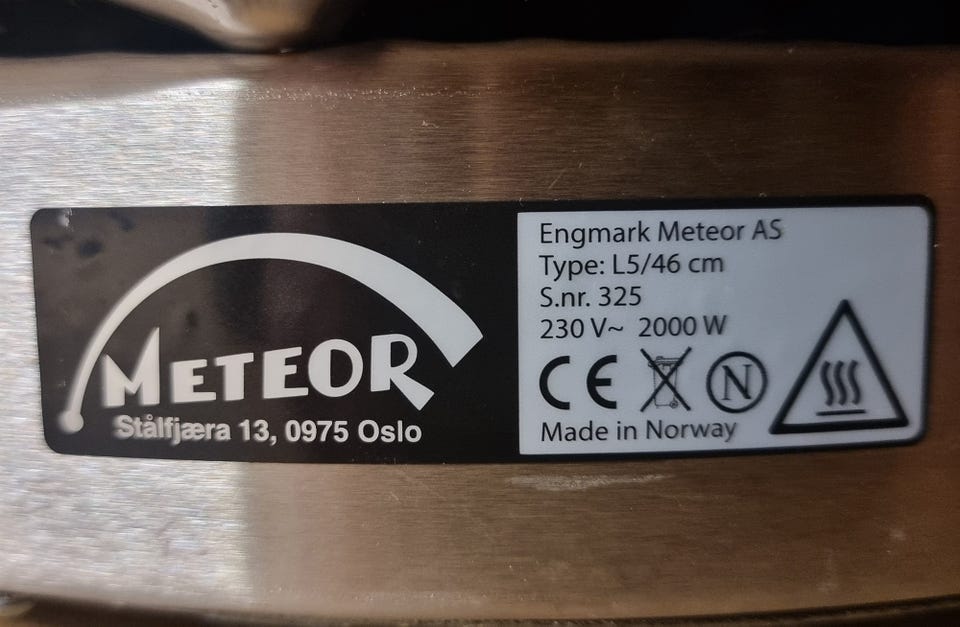 METEOR
Stålfjæra 13, 0975 Oslo
Engmark Meteor AS
Type: L5/46 cm
S.nr. 325
230 V~ 2000 W
CE N
Made in Norway